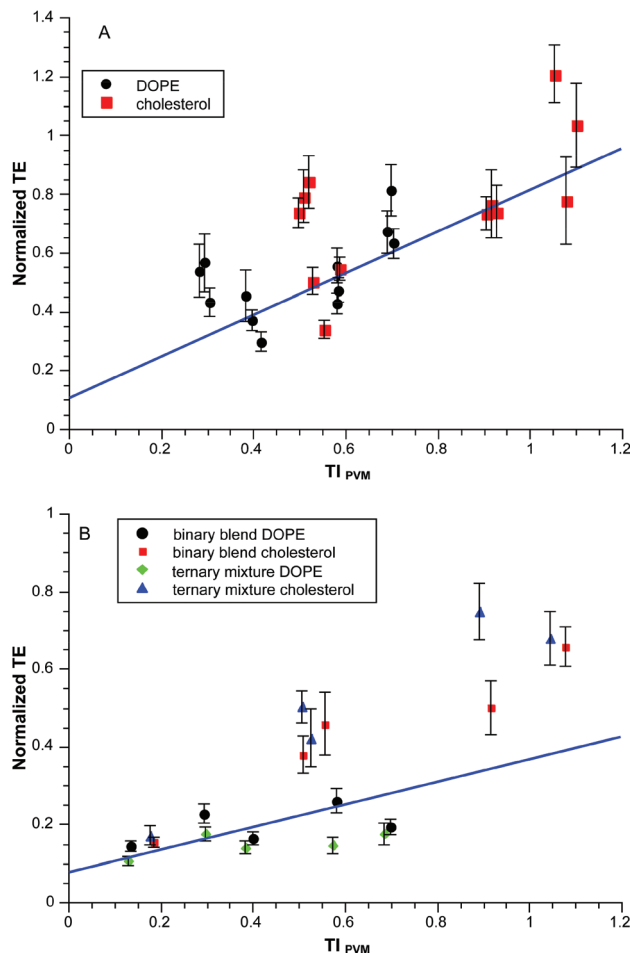 A
DOPE
cholesterol
1.4
1.2
1
0.8
0.6
0.4
0.2
0
Normalized TE
0 0.2 0.4 0.6 0.8 1 1.2
TI PVM
B
binary blend DOPE
binary blend cholesterol
ternary mixture DOPE
ternary mixture cholesterol
1
0.8
0.6
0.4
0.2
0
Normalized TE
0 0.2 0.4 0.6 0.8 1 1.2
TI PVM